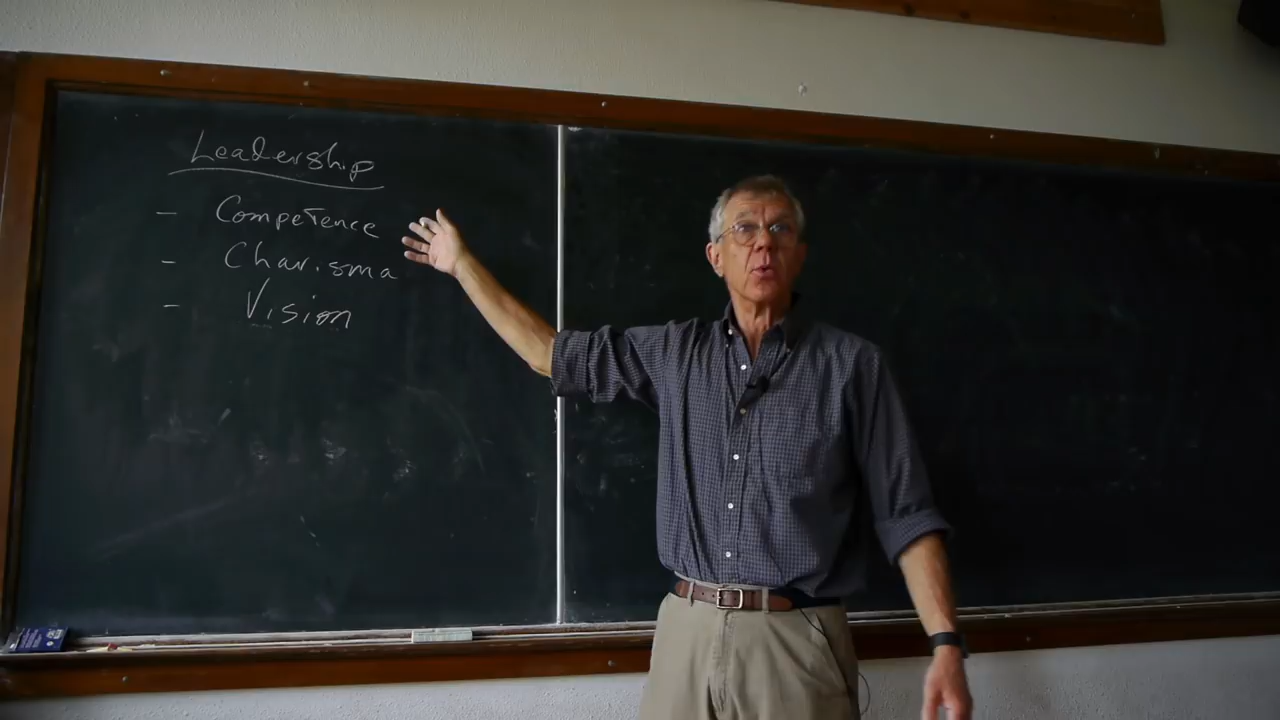 Leadership
- Competence
- Charisma
- Vision